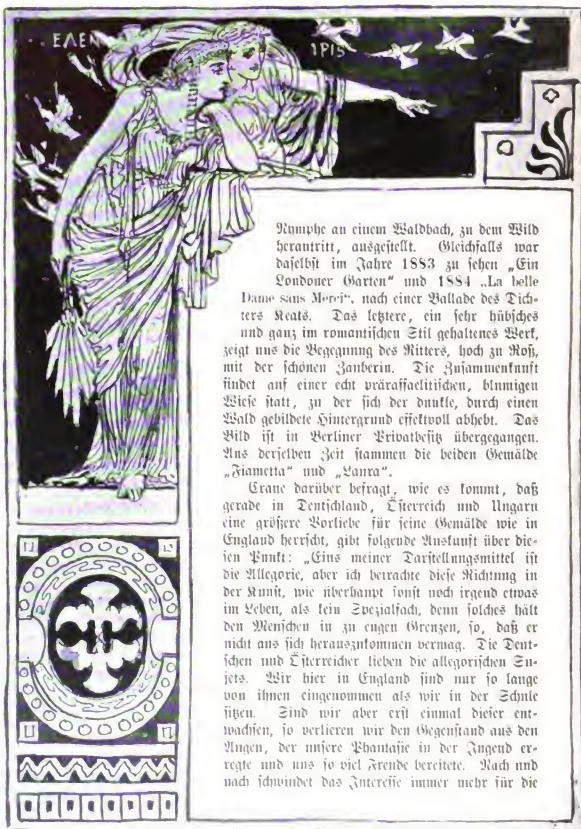 ΕΛΕΝ
ΙΡΙΣ
Nymphe an einem Waldbach, zu dem Wild
herantritt, ausgestellt. Gleichfalls war
daselbst im Jahre 1883 zu sehen „Ein
Londoner Garten“ und 1884 „La belle
Dame sans Merci“, nach einer Ballade des Dich-
ters Keats. Das letztere, ein sehr hübsches
und ganz im romantischen Stil gehaltenes Werk,
zeigt uns die Begegnung des Ritters, hoch zu Roß,
mit der schönen Zauberin. Die Zusammenkunft
findet auf einer echt präraffaelitischen, blumigen
Wiese statt, zu der sich der dunkle, durch einen
Wald gebildete Hintergrund effektvoll abhebt. Das
Bild ist in Berliner Privatbesitz übergegangen.
Aus derselben Zeit stammen die beiden Gemälde
„Fiametta“ und „Laura“.
Crane darüber befragt, wie es kommt, daß
gerade in Deutschland, Österreich und Ungarn
eine größere Vorliebe für seine Gemälde wie in
England herrscht, gibt folgende Auskunft über die-
sen Punkt: „Eins meiner Darstellungsmittel ist
die Allegorie, aber ich betrachte diese Richtung in
der Kunst, wie überhaupt sonst noch irgend etwas
im Leben, als kein Spezialfach, denn solches hält
den Menschen in zu engen Grenzen, so, daß er
nicht aus sich herauszukommen vermag. Die Deut-
schen und Österreicher lieben die allegorischen Su-
jets. Wir hier in England sind nur so lange
von ihnen eingenommen als wir in der Schule
sitzen. Sind wir aber erst einmal dieser ent-
wachsen, so verlieren wir den Gegenstand aus den
Augen, der unsere Phantasie in der Jugend er-
regte und uns so viel Freude bereitete. Nach und
nach schwindet das Interesse immer mehr für die